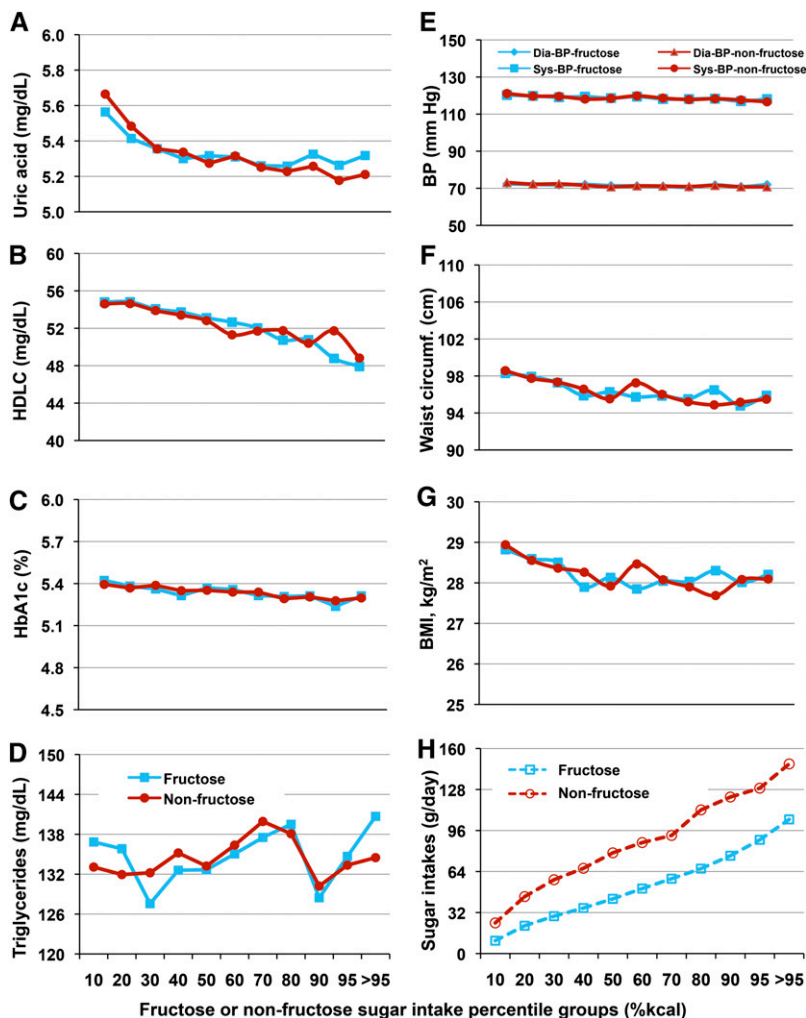 A
Uric acid (mg/dL)
6.0
5.8
5.6
5.4
5.2
5.0
B
HDLC (mg/dL)
60
56
52
48
44
40
C
HbA1c (%)
6.0
5.7
5.4
5.1
4.8
4.5
D
Triglycerides (mg/dL)
150
144
138
132
126
120
Fructose
Non-fructose
10 20 30 40 50 60 70 80 90 95 >95
E
BP (mm Hg)
150
130
110
90
70
50
Dia-BP-fructose Dia-BP-non-fructose
Sys-BP-fructose Sys-BP-non-fructose
F
Waist circumf. (cm)
110
106
102
98
94
90
G
BMI, kg/m²
30
29
28
27
26
25
H
Sugar intakes (g/day)
160
128
96
64
32
0
Fructose
Non-fructose
10 20 30 40 50 60 70 80 90 95 >95
Fructose or non-fructose sugar intake percentile groups (%kcal)